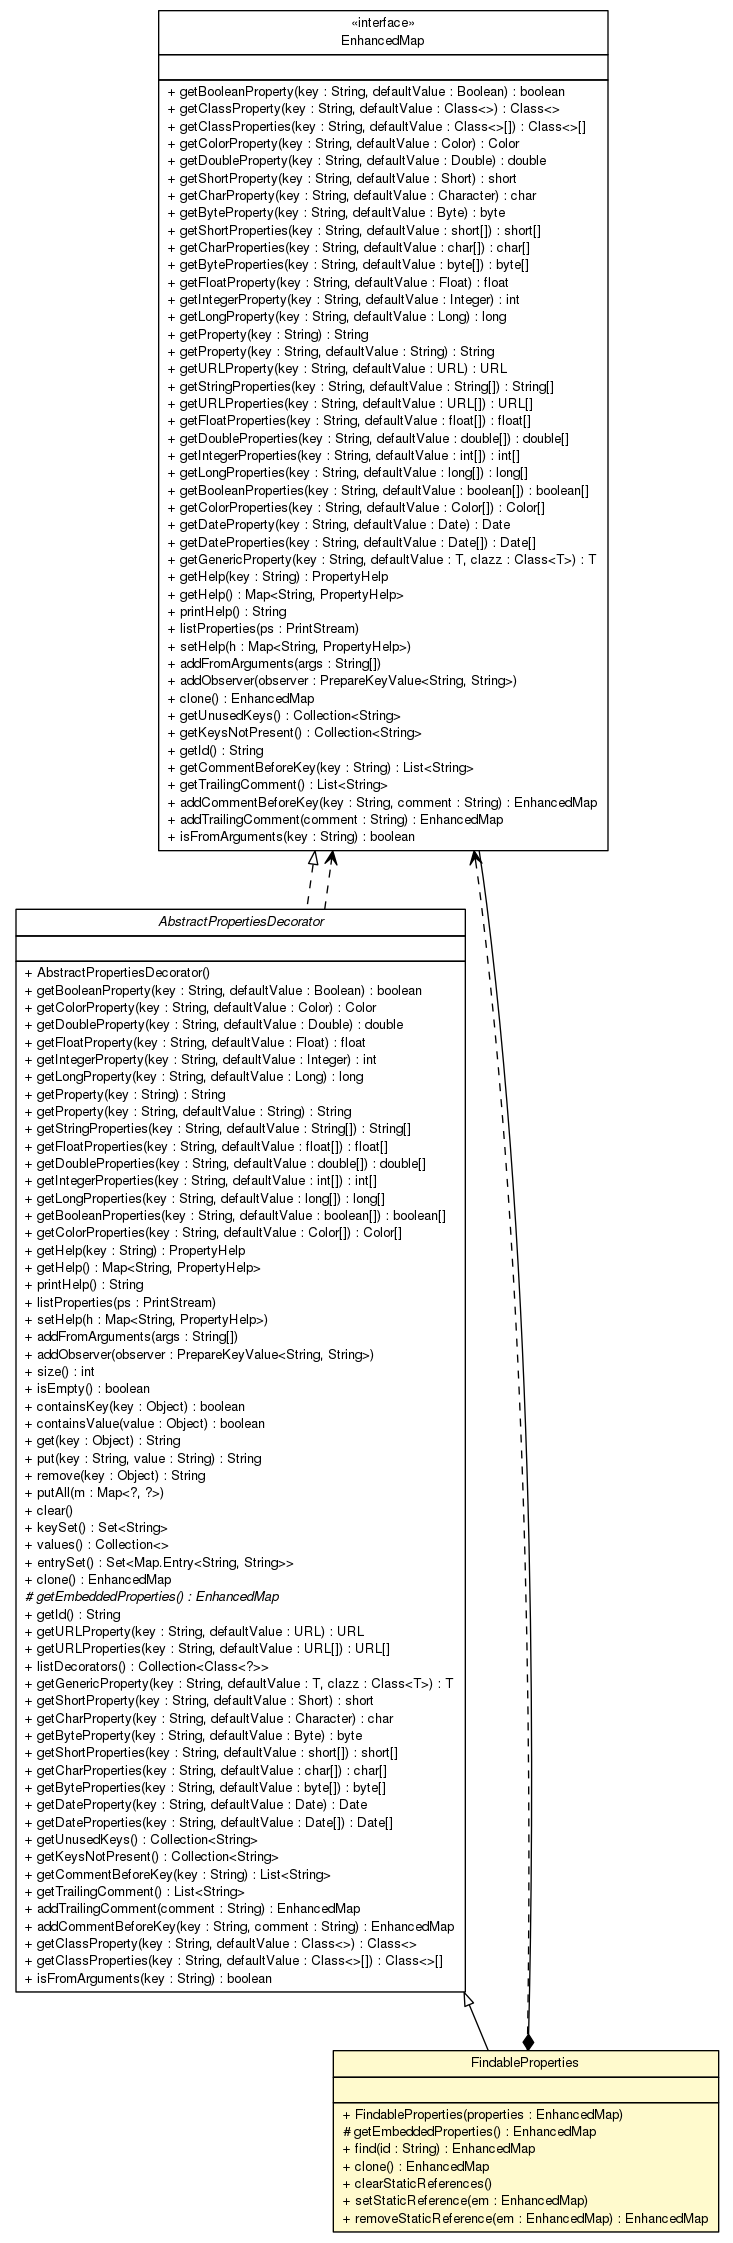 «interface»
EnhancedMap
+ getBooleanProperty(key : String, defaultValue : Boolean) : boolean
+ getClassProperty(key : String, defaultValue : Class<>) : Class<>
+ getClassProperties(key : String, defaultValue : Class<>[]) : Class<>[]
+ getColorProperty(key : String, defaultValue : Color) : Color
+ getDoubleProperty(key : String, defaultValue : Double) : double
+ getShortProperty(key : String, defaultValue : Short) : short
+ getCharProperty(key : String, defaultValue : Character) : char
+ getByteProperty(key : String, defaultValue : Byte) : byte
+ getShortProperties(key : String, defaultValue : short[]) : short[]
+ getCharProperties(key : String, defaultValue : char[]) : char[]
+ getByteProperties(key : String, defaultValue : byte[]) : byte[]
+ getFloatProperty(key : String, defaultValue : Float) : float
+ getIntegerProperty(key : String, defaultValue : Integer) : int
+ getLongProperty(key : String, defaultValue : Long) : long
+ getProperty(key : String) : String
+ getProperty(key : String, defaultValue : String) : String
+ getURLProperty(key : String, defaultValue : URL) : URL
+ getStringProperties(key : String, defaultValue : String[]) : String[]
+ getURLProperties(key : String, defaultValue : URL[]) : URL[]
+ getFloatProperties(key : String, defaultValue : float[]) : float[]
+ getDoubleProperties(key : String, defaultValue : double[]) : double[]
+ getIntegerProperties(key : String, defaultValue : int[]) : int[]
+ getLongProperties(key : String, defaultValue : long[]) : long[]
+ getBooleanProperties(key : String, defaultValue : boolean[]) : boolean[]
+ getColorProperties(key : String, defaultValue : Color[]) : Color[]
+ getDateProperty(key : String, defaultValue : Date) : Date
+ getDateProperties(key : String, defaultValue : Date[]) : Date[]
+ getGenericProperty(key : String, defaultValue : T, clazz : Class<T>) : T
+ getHelp(key : String) : PropertyHelp
+ getHelp() : Map<String, PropertyHelp>
+ printHelp() : String
+ listProperties(ps : PrintStream)
+ setHelp(h : Map<String, PropertyHelp>)
+ addFromArguments(args : String[])
+ addObserver(observer : PrepareKeyValue<String, String>)
+ clone() : EnhancedMap
+ getUnusedKeys() : Collection<String>
+ getKeysNotPresent() : Collection<String>
+ getId() : String
+ getCommentBeforeKey(key : String) : List<String>
+ getTrailingComment() : List<String>
+ addCommentBeforeKey(key : String, comment : String) : EnhancedMap
+ addTrailingComment(comment : String) : EnhancedMap
+ isFromArguments(key : String) : boolean
AbstractPropertiesDecorator
+ AbstractPropertiesDecorator()
+ getBooleanProperty(key : String, defaultValue : Boolean) : boolean
+ getColorProperty(key : String, defaultValue : Color) : Color
+ getDoubleProperty(key : String, defaultValue : Double) : double
+ getFloatProperty(key : String, defaultValue : Float) : float
+ getIntegerProperty(key : String, defaultValue : Integer) : int
+ getLongProperty(key : String, defaultValue : Long) : long
+ getProperty(key : String) : String
+ getProperty(key : String, defaultValue : String) : String
+ getStringProperties(key : String, defaultValue : String[]) : String[]
+ getFloatProperties(key : String, defaultValue : float[]) : float[]
+ getDoubleProperties(key : String, defaultValue : double[]) : double[]
+ getIntegerProperties(key : String, defaultValue : int[]) : int[]
+ getLongProperties(key : String, defaultValue : long[]) : long[]
+ getBooleanProperties(key : String, defaultValue : boolean[]) : boolean[]
+ getColorProperties(key : String, defaultValue : Color[]) : Color[]
+ getHelp(key : String) : PropertyHelp
+ getHelp() : Map<String, PropertyHelp>
+ printHelp() : String
+ listProperties(ps : PrintStream)
+ setHelp(h : Map<String, PropertyHelp>)
+ addFromArguments(args : String[])
+ addObserver(observer : PrepareKeyValue<String, String>)
+ size() : int
+ isEmpty() : boolean
+ containsKey(key : Object) : boolean
+ containsValue(value : Object) : boolean
+ get(key : Object) : String
+ put(key : String, value : String) : String
+ remove(key : Object) : String
+ putAll(m : Map<?, ?>)
+ clear()
+ keySet() : Set<String>
+ values() : Collection<>
+ entrySet() : Set<Map.Entry<String, String>>
+ clone() : EnhancedMap
# getEmbeddedProperties() : EnhancedMap
+ getId() : String
+ getURLProperty(key : String, defaultValue : URL) : URL
+ getURLProperties(key : String, defaultValue : URL[]) : URL[]
+ listDecorators() : Collection<Class<?>>
+ getGenericProperty(key : String, defaultValue : T, clazz : Class<T>) : T
+ getShortProperty(key : String, defaultValue : Short) : short
+ getCharProperty(key : String, defaultValue : Character) : char
+ getByteProperty(key : String, defaultValue : Byte) : byte
+ getShortProperties(key : String, defaultValue : short[]) : short[]
+ getCharProperties(key : String, defaultValue : char[]) : char[]
+ getByteProperties(key : String, defaultValue : byte[]) : byte[]
+ getDateProperty(key : String, defaultValue : Date) : Date
+ getDateProperties(key : String, defaultValue : Date[]) : Date[]
+ getUnusedKeys() : Collection<String>
+ getKeysNotPresent() : Collection<String>
+ getCommentBeforeKey(key : String) : List<String>
+ getTrailingComment() : List<String>
+ addTrailingComment(comment : String) : EnhancedMap
+ addCommentBeforeKey(key : String, comment : String) : EnhancedMap
+ getClassProperty(key : String, defaultValue : Class<>) : Class<>
+ getClassProperties(key : String, defaultValue : Class<>[]) : Class<>[]
+ isFromArguments(key : String) : boolean
FindableProperties
+ FindableProperties(properties : EnhancedMap)
# getEmbeddedProperties() : EnhancedMap
+ find(id : String) : EnhancedMap
+ clone() : EnhancedMap
+ clearStaticReferences()
+ setStaticReference(em : EnhancedMap)
+ removeStaticReference(em : EnhancedMap) : EnhancedMap